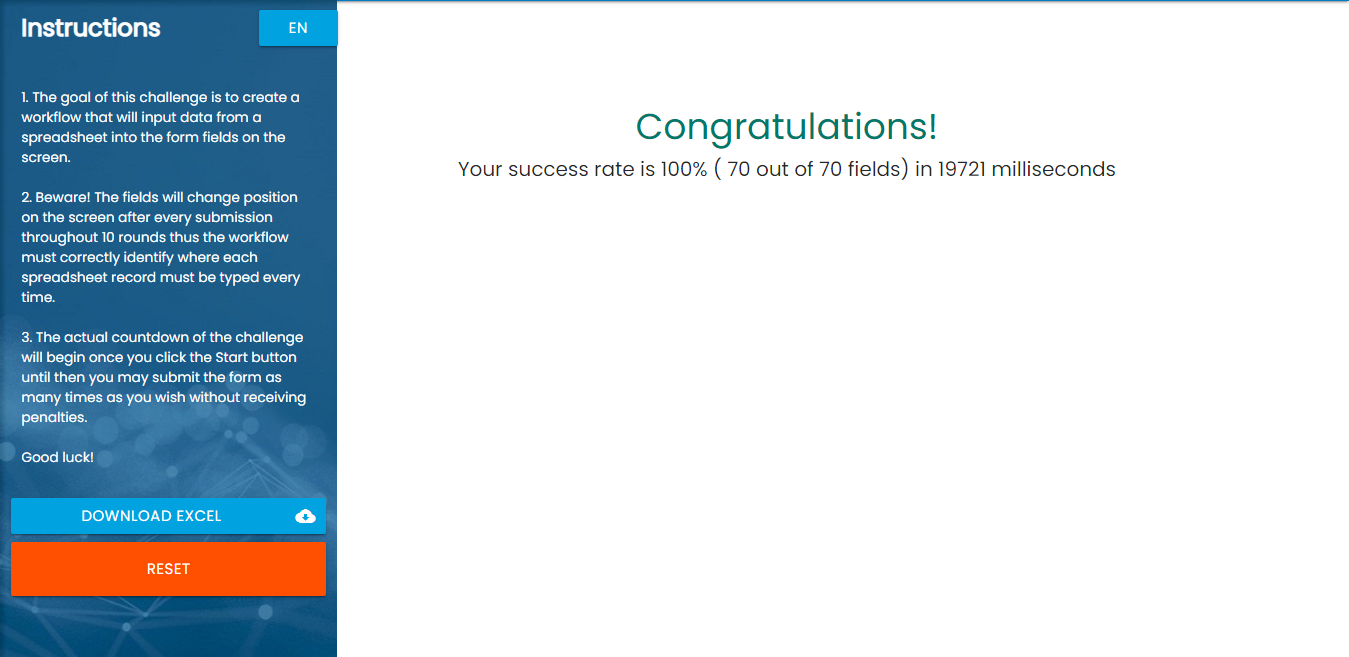 Instructions
EN
1. The goal of this challenge is to create a
workflow that will input data from a
spreadsheet into the form fields on the
screen.
2. Beware! The fields will change position
on the screen after every submission
throughout 10 rounds thus the workflow
must correctly identify where each
spreadsheet record must be typed every
time.
3. The actual countdown of the challenge
will begin once you click the Start button
until then you may submit the form as
many times as you wish without receiving
penalties.
Good luck!
DOWNLOAD EXCEL
RESET
Congratulations!
Your success rate is 100% ( 70 out of 70 fields) in 19721 milliseconds